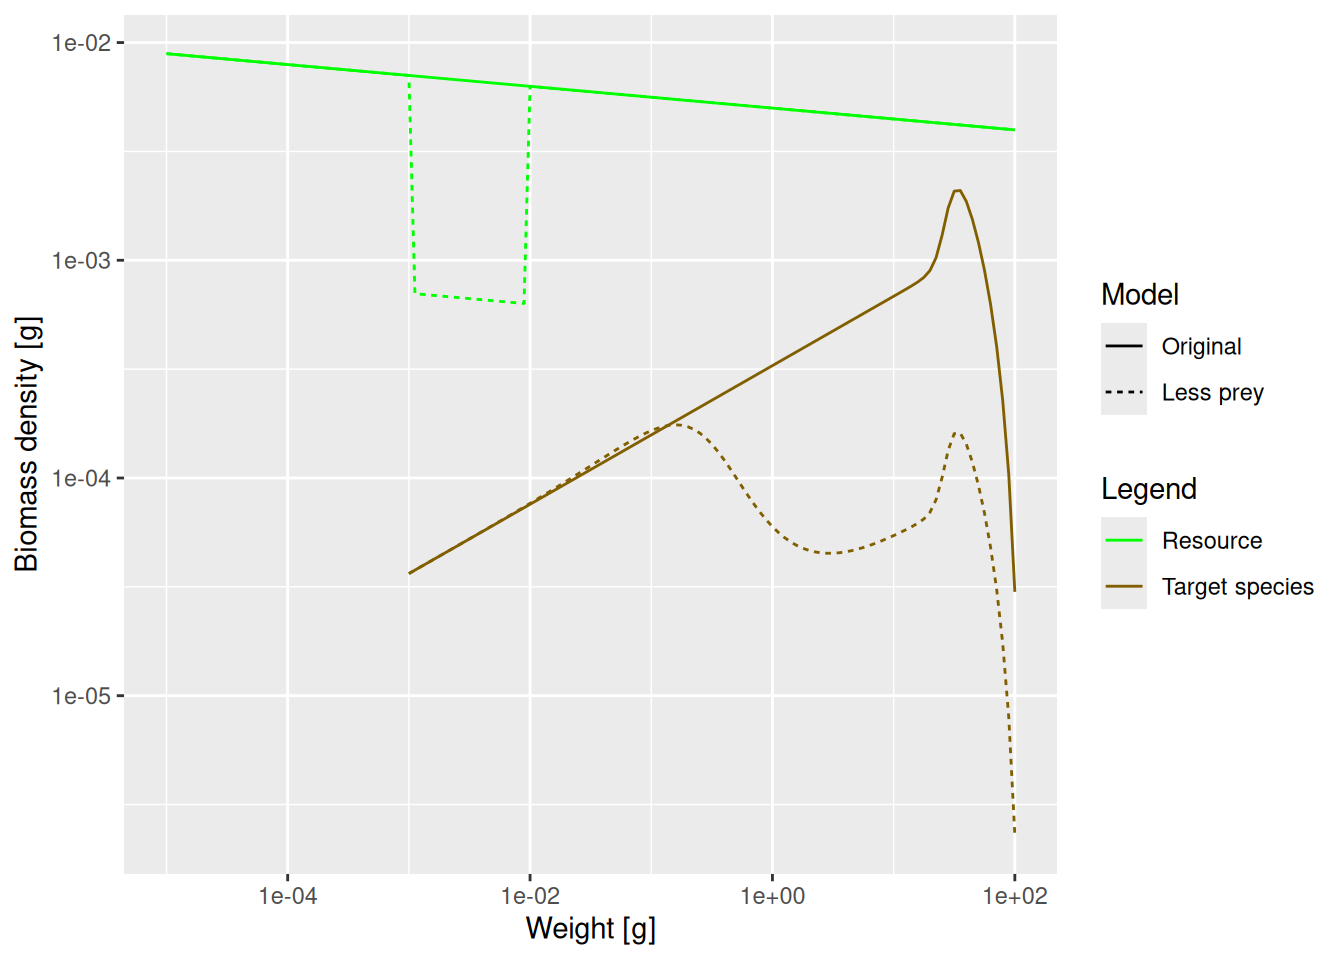 1e-02
1e-03
1e-04
1e-05
Biomass density [g]
1e-04
1e-02
1e+00
1e+02
Weight [g]
Model
Original
Less prey
Legend
Resource
Target species